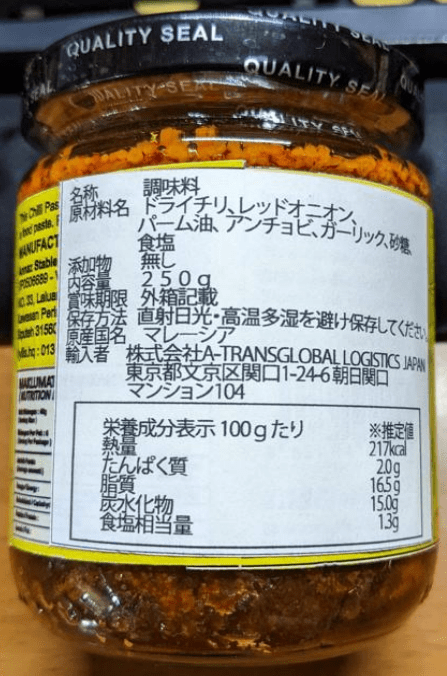 QUALITY SEAL
QUALITY SEAL
QUALITY SEAL
This Chili Pas
MANUFACT
名称 調味料
原材料名 ドライチリ、レッドオニオン、
パーム油、アンチョビ、ガーリック、砂糖、
食塩
添加物 無し
内容量 250g
賞味期限 外箱記載
保存方法 直射日光・高温多湿を避け保存してください
原産国名 マレーシア
輸入者 株式会社A-TRANSGLOBAL LOGISTICS JAPAN
東京都文京区関口1-24-6 朝日関口
マンション104
栄養成分表示 100gたり ※推定値
熱量 217kcal
たんぱく質 2.0g
脂質 16.5g
炭水化物 15.0g
食塩相当量 1.3g